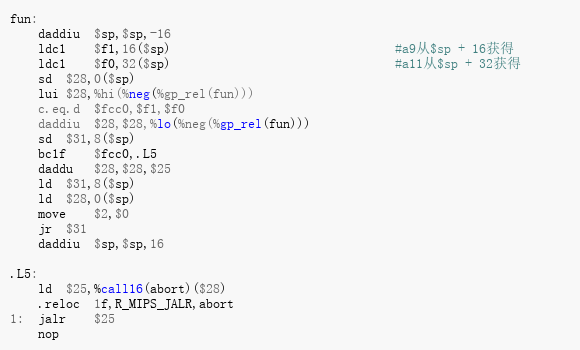 fun:
    daddiu  $sp,$sp,-16
    ldc1    $f1,16($sp)                                #a9从$sp + 16获得
    ldc1    $f0,32($sp)                                #a11从$sp + 32获得
    sd  $28,0($sp)
    lui $28,%hi(%neg(%gp_rel(fun)))
    c.eq.d  $fcc0,$f1,$f0
    daddiu  $28,$28,%lo(%neg(%gp_rel(fun)))
    sd  $31,8($sp)
    bc1f    $fcc0,.L5
    daddu   $28,$28,$25
    ld  $31,8($sp)
    ld  $28,0($sp)
    move    $2,$0
    jr  $31
    daddiu  $sp,$sp,16

.L5:
    ld  $25,%call16(abort)($28)
    .reloc  1f,R_MIPS_JALR,abort
1:  jalr    $25
    nop